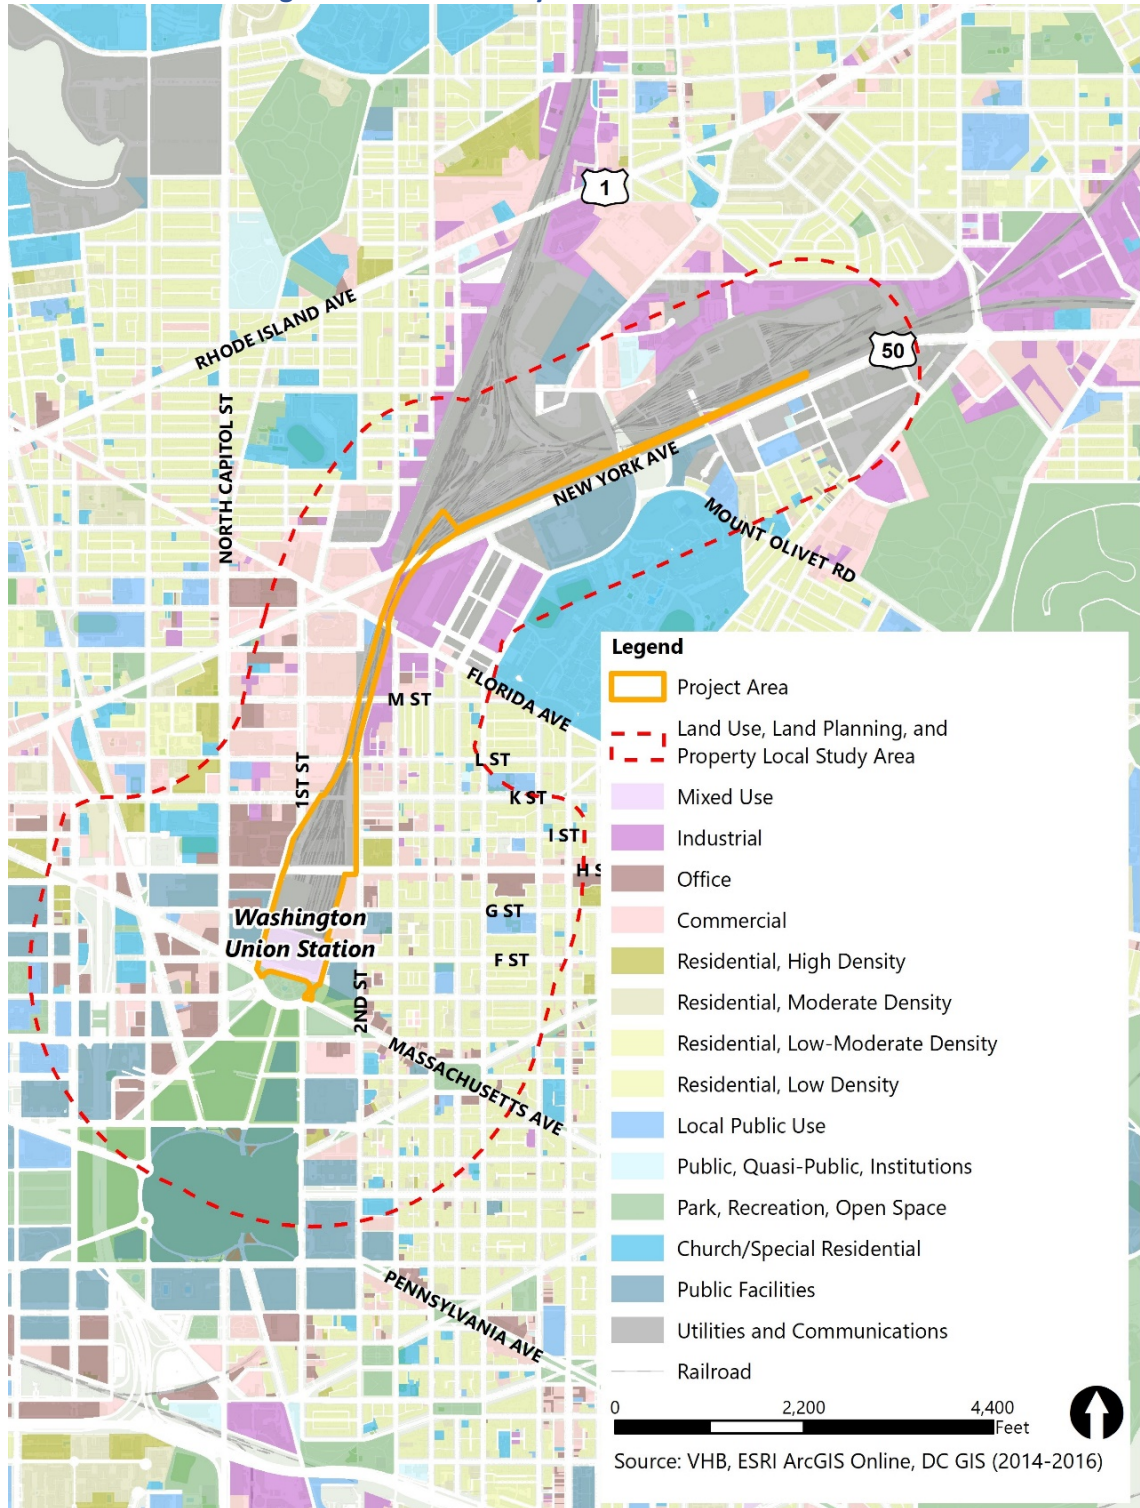 1
RHODE ISLAND AVE
50
NORTH CAPITOL ST
NEW YORK AVE
MOUNT OLIVET RD
Legend
Project Area
Land Use, Land Planning, and
Property Local Study Area
Mixed Use
Industrial
Office
Commercial
Residential, High Density
Residential, Moderate Density
Residential, Low-Moderate Density
Residential, Low Density
Local Public Use
Public, Quasi-Public, Institutions
Park, Recreation, Open Space
Church/Special Residential
Public Facilities
Utilities and Communications
Railroad
0 2,200 4,400
Feet
Source: VHB, ESRI ArcGIS Online, DC GIS (2014-2016)
FLORIDA AVE
M ST
L ST
1ST ST
K ST
I ST
H S
G ST
Washington
Union Station
F ST
2ND ST
MASSACHUSETTS AVE
PENNSYLVANIA AVE